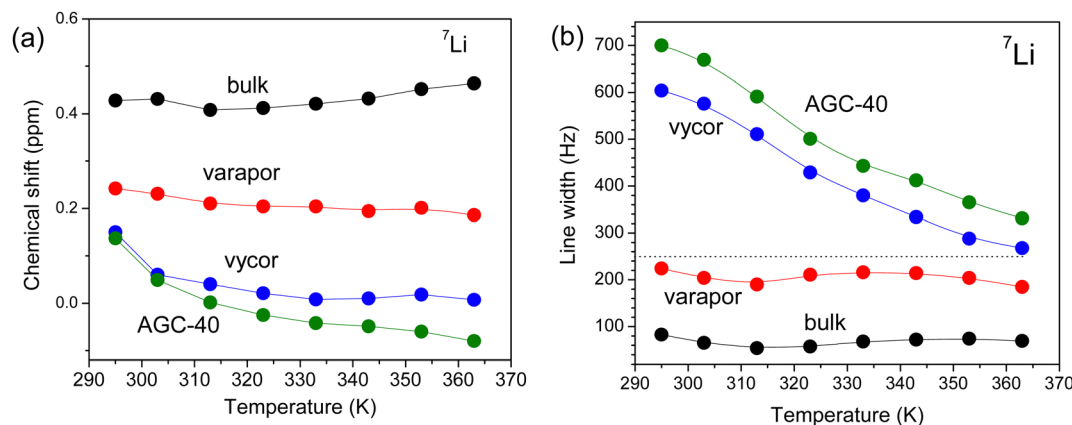 (a)
⁷Li
bulk
varapor
vycor
AGC-40
Chemical shift (ppm)
0.6
0.4
0.2
0.0
290 300 310 320 330 340 350 360 370
Temperature (K)
(b)
⁷Li
AGC-40
vycor
varapor
bulk
Line width (Hz)
700
600
500
400
300
200
100
290 300 310 320 330 340 350 360 370
Temperature (K)